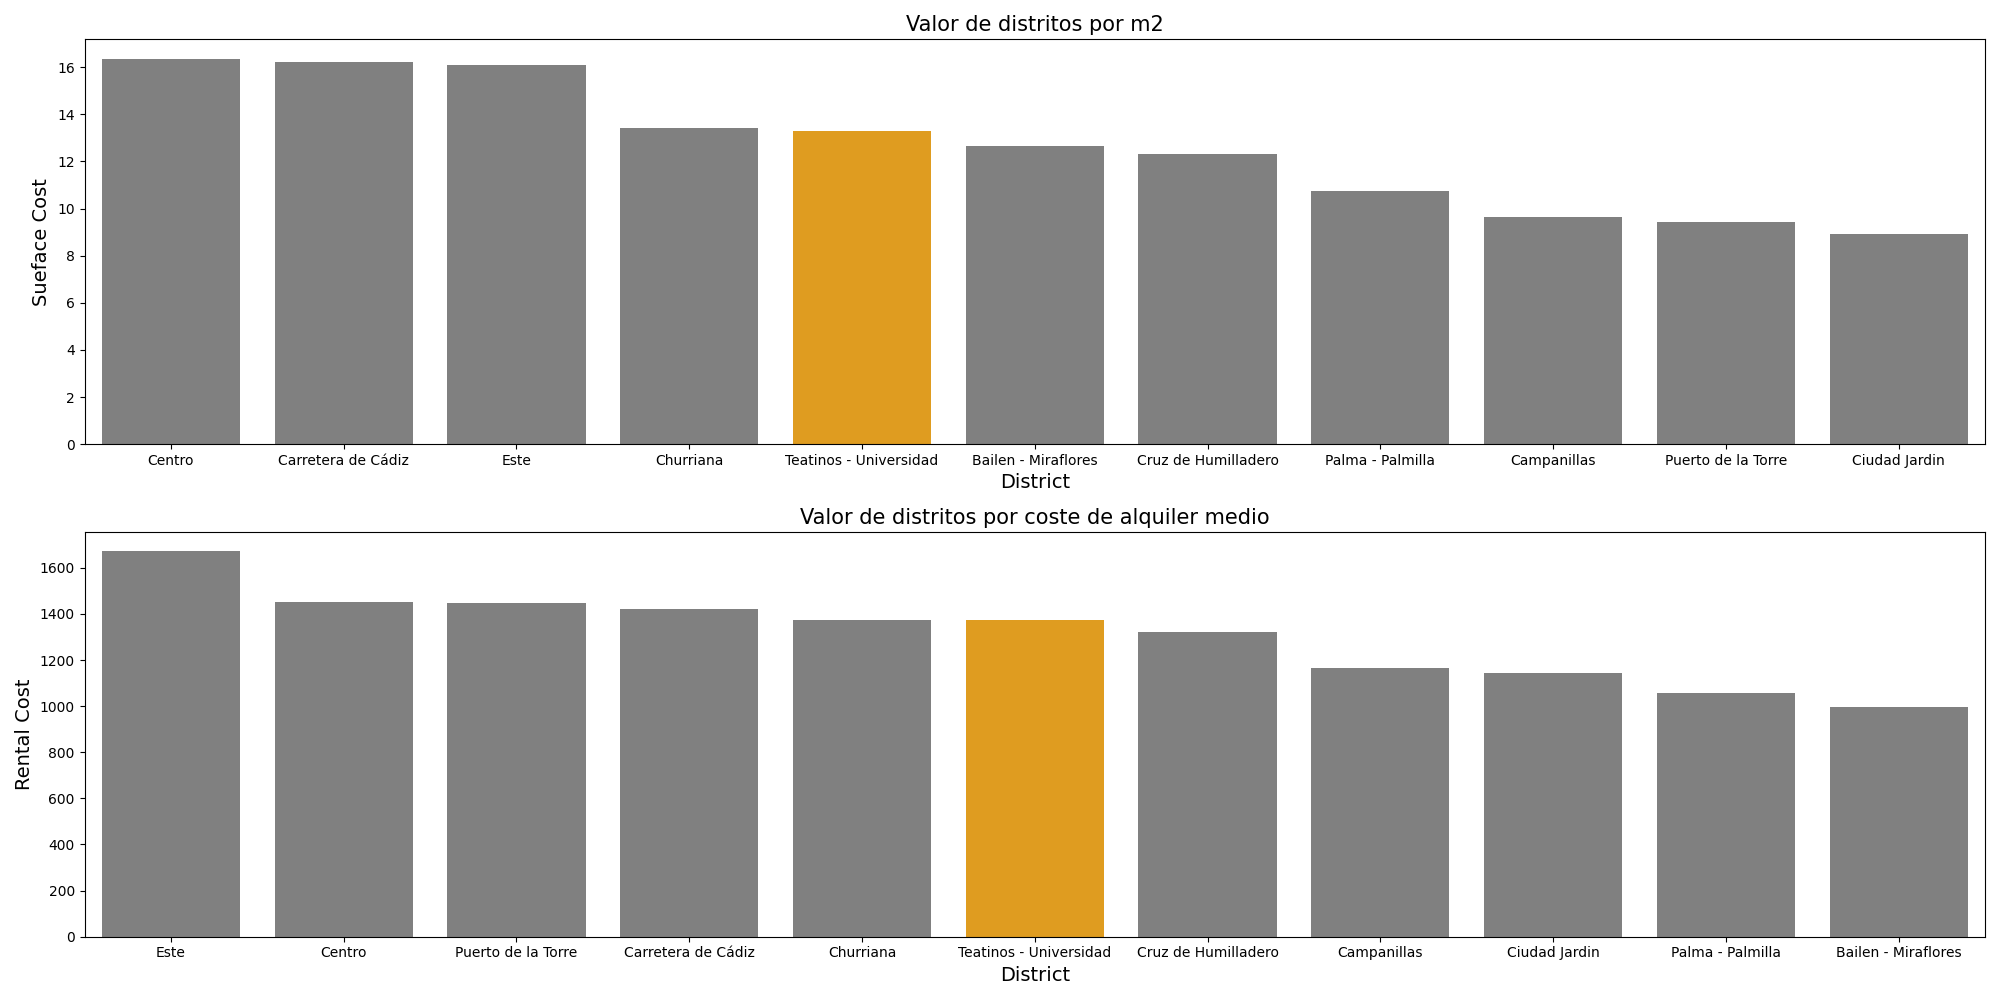 Valor de distritos por m2
16
14
12
10
8
6
4
2
0
Sueface Cost
Centro
Carretera de Cádiz
Este
Churriana
Teatinos - Universidad
Bailen - Miraflores
Cruz de Humilladero
Palma - Palmilla
Campanillas
Puerto de la Torre
Ciudad Jardin
District
Valor de distritos por coste de alquiler medio
1600
1400
1200
1000
800
600
400
200
0
Rental Cost
Este
Centro
Puerto de la Torre
Carretera de Cádiz
Churriana
Teatinos - Universidad
Cruz de Humilladero
Campanillas
Ciudad Jardin
Palma - Palmilla
Bailen - Miraflores
District